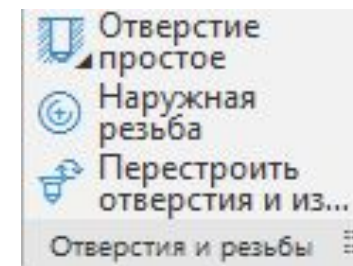 Отверстие
простое
Наружная
резьба
Перестроить
отверстия и из...
Отверстия и резьбы